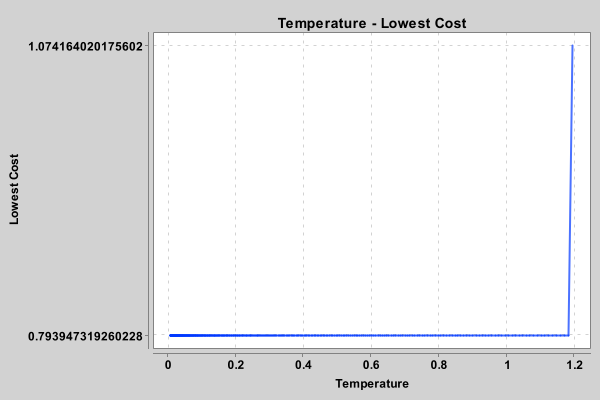 Temperature - Lowest Cost
1.074164020175602
Lowest Cost
0.793947319260228
0 0.2 0.4 0.6 0.8 1 1.2
Temperature